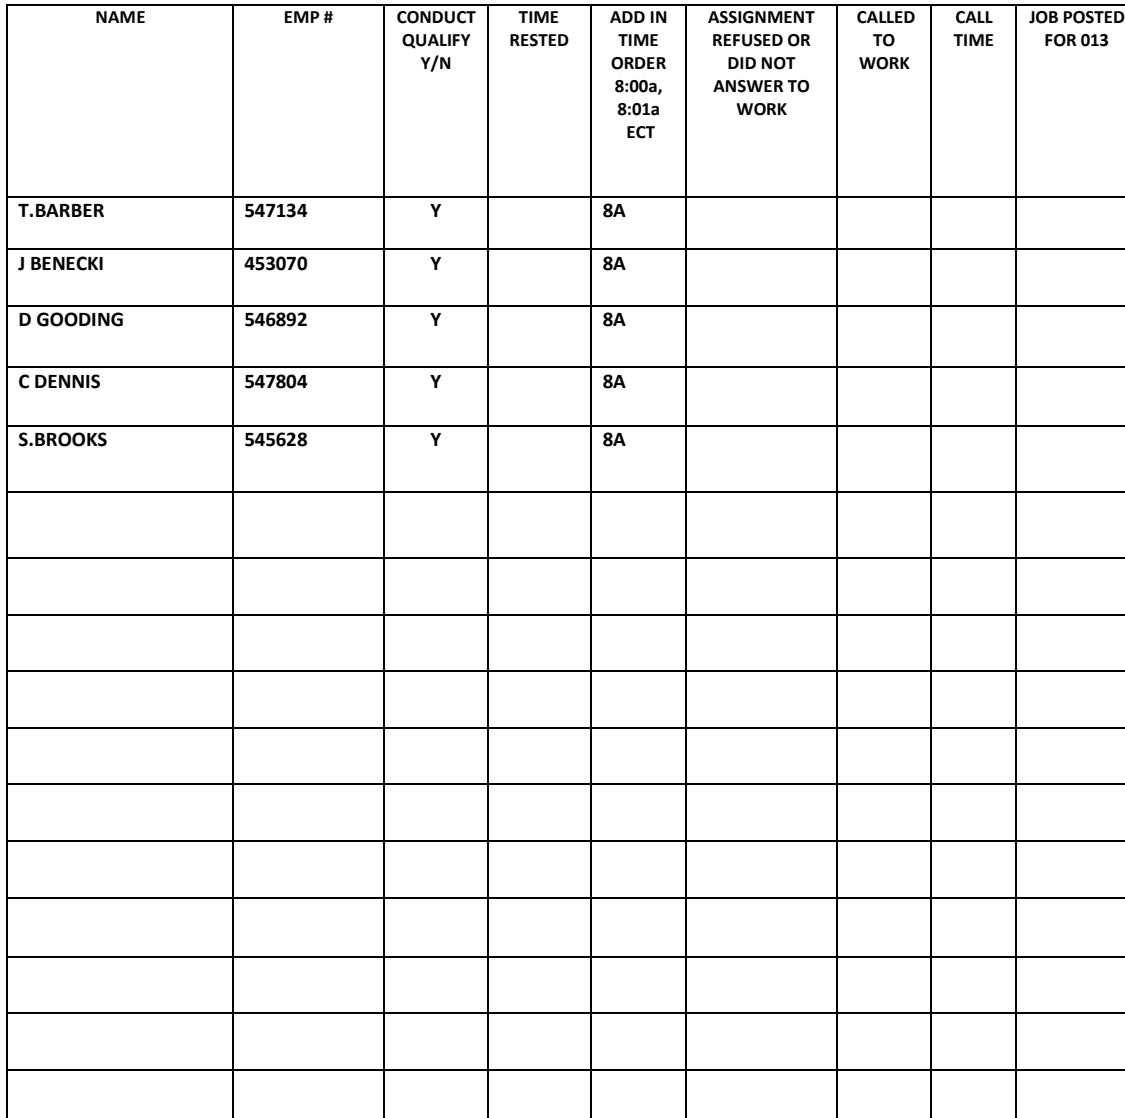 NAME EMP # CONDUCT QUALIFY Y/N TIME RESTED ADD IN TIME ORDER 8:00a, 8:01a ECT ASSIGNMENT REFUSED OR DID NOT ANSWER TO WORK CALLED TO WORK CALL TIME JOB POSTED FOR 013
T.BARBER 547134 Y 8A
J BENECKI 453070 Y 8A
D GOODING 546892 Y 8A
C DENNIS 547804 Y 8A
S.BROOKS 545628 Y 8A